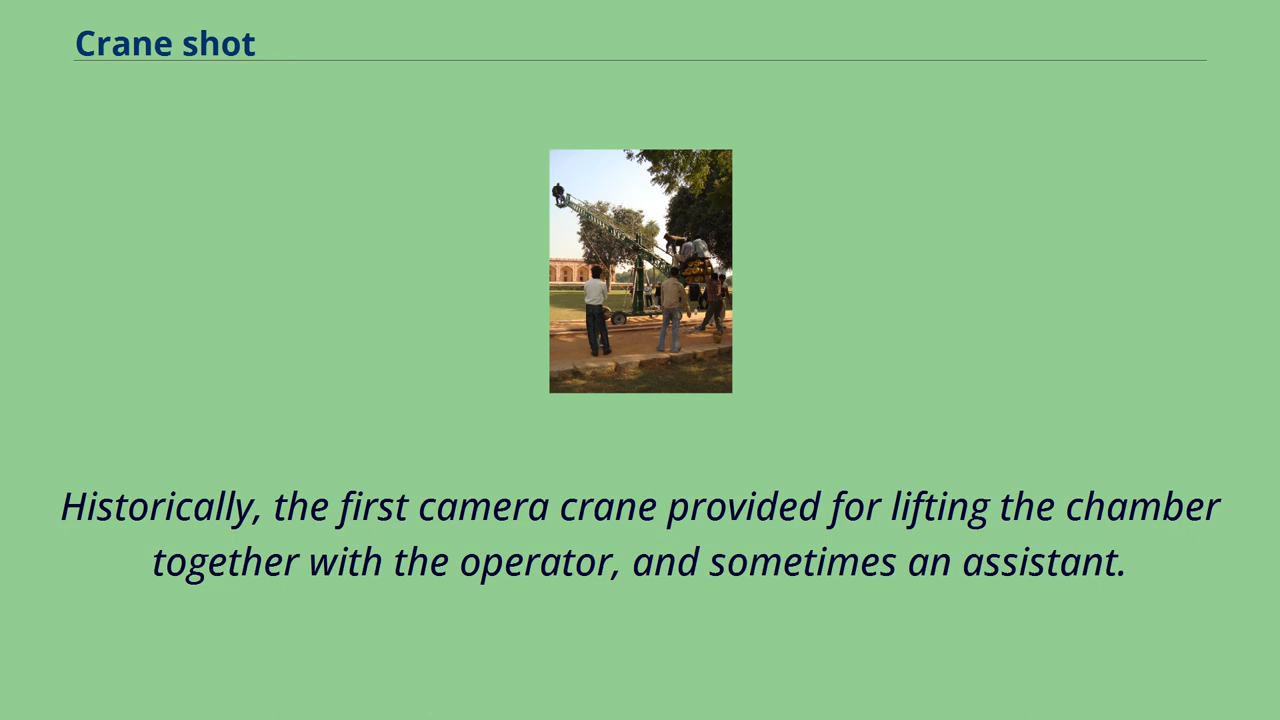 Crane shot
Historically, the first camera crane provided for lifting the chamber
together with the operator, and sometimes an assistant.